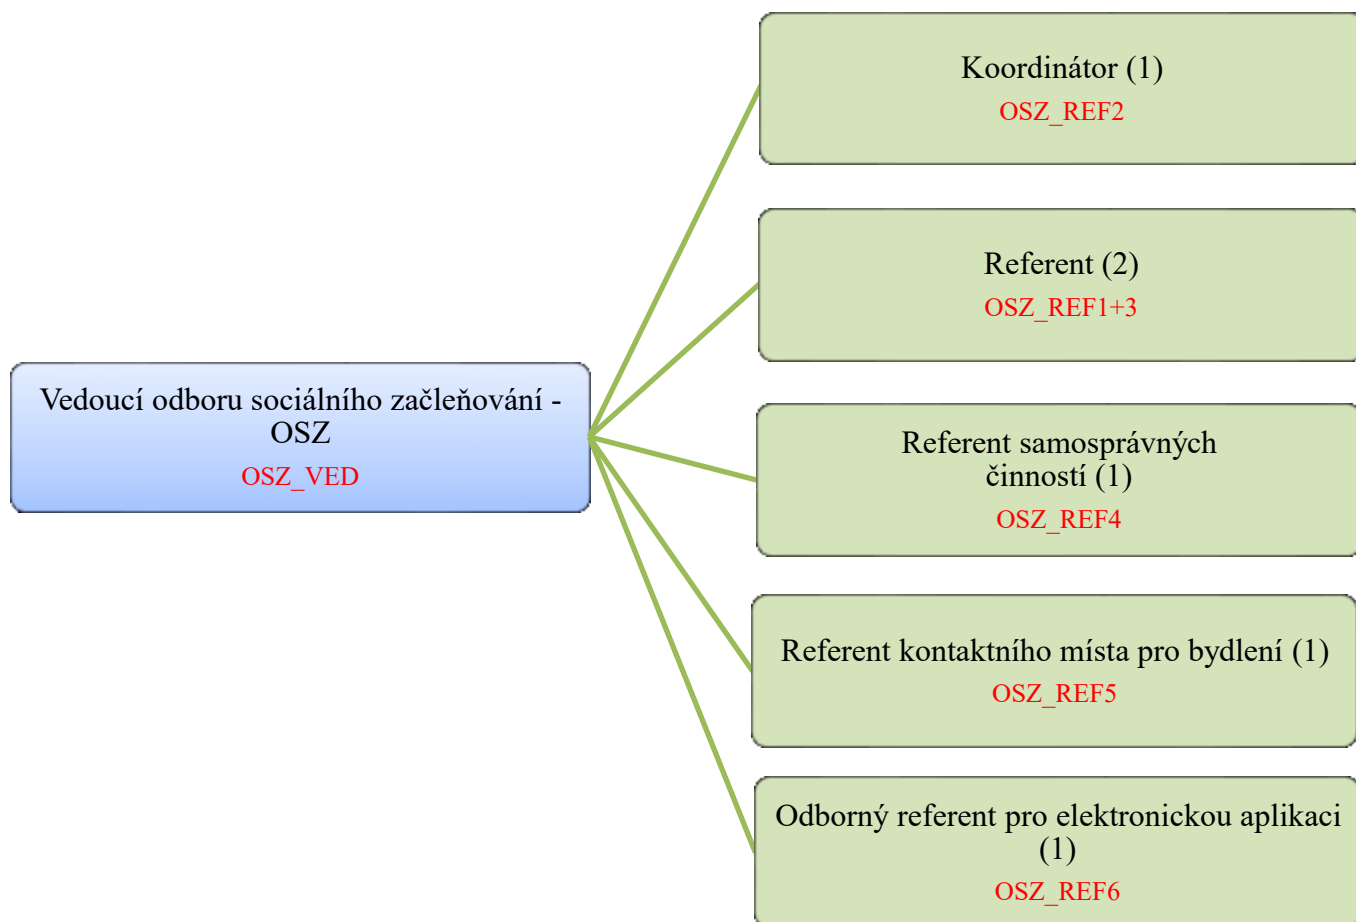 Koordinátor (1)
OSZ_REF2
Referent (2)
OSZ_REF1+3
Vedoucí odboru sociálního začleňování -
OSZ
OSZ_VED
Referent samosprávných
činností (1)
OSZ_REF4
Referent kontaktního místa pro bydlení (1)
OSZ_REF5
Odborný referent pro elektronickou aplikaci
(1)
OSZ_REF6